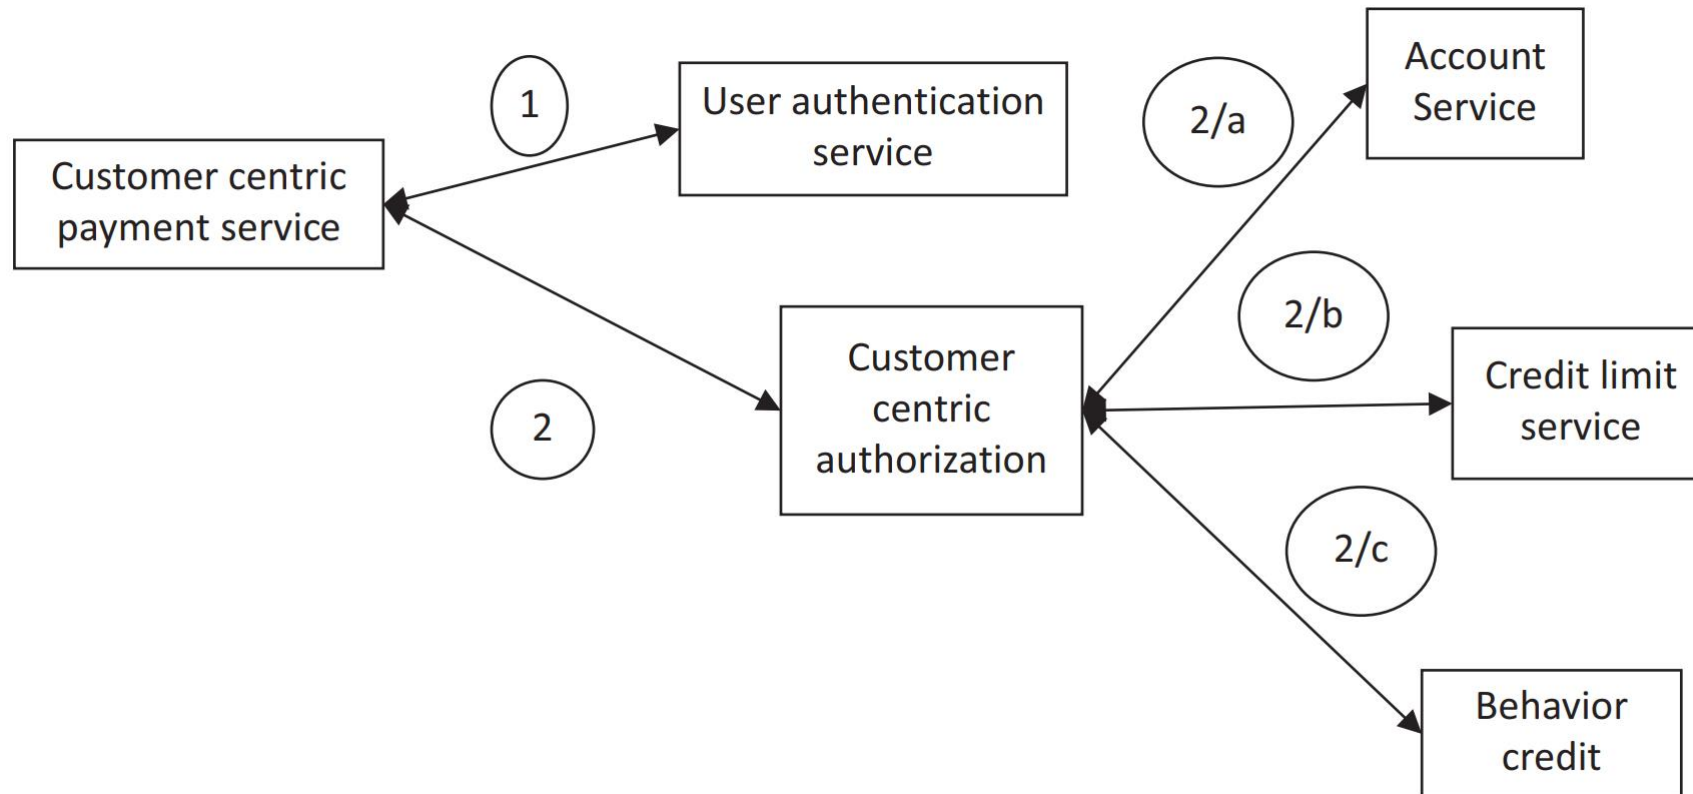 Customer centric
payment service
1
User authentication
service
2
Customer
centric
authorization
2/a
Account
Service
2/b
Credit limit
service
2/c
Behavior
credit